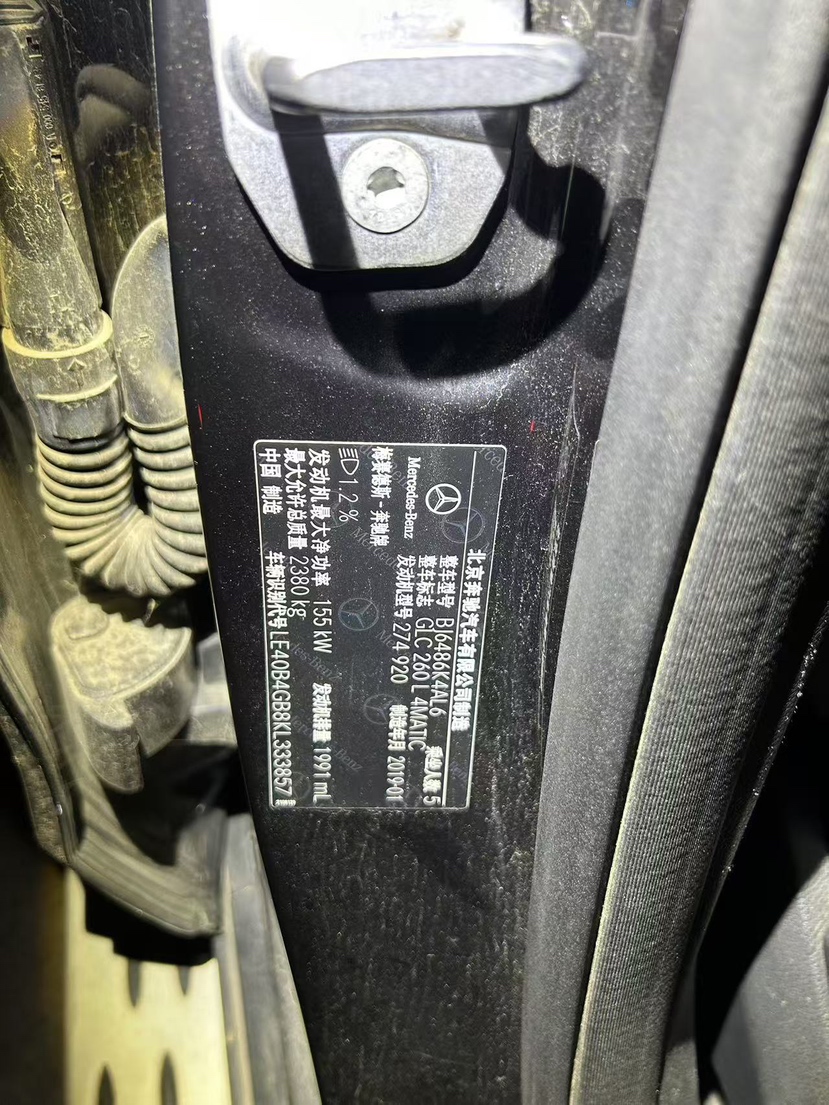 北京奔驰汽车有限公司制造
Mercedes-Benz
整车型号 BJ6486K4AL6 乘坐人数 5
整车标志 GLC 260 L 4MATIC
梅赛德斯-奔驰牌 发动机型号 274 920 制造年月 2019-01
1.2%
发动机最大净功率 155 kW 发动机排量 1991 mL
最大允许总质量 2380 kg
中国 制造 车辆识别代号 LE40B4GB8KL333857